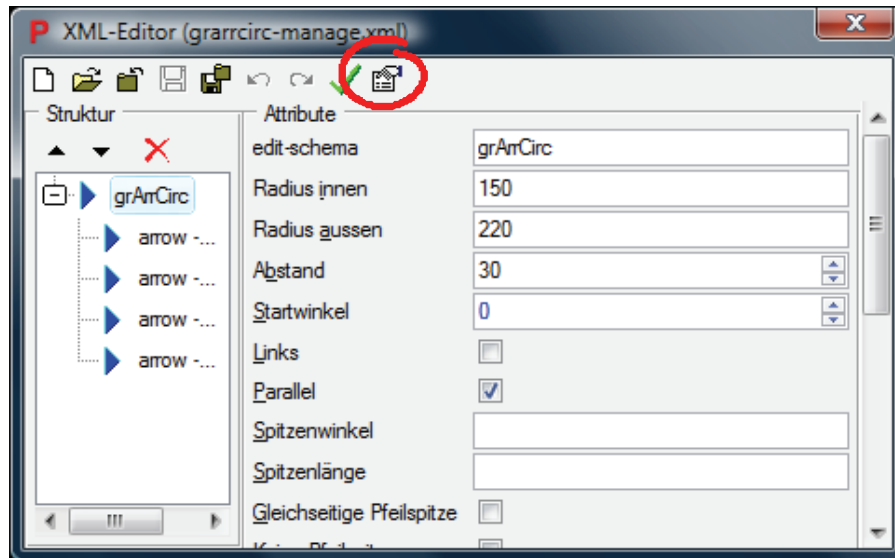 P XML-Editor (grarrcirc-manage.xml)
Struktur
Attribute
edit-schema grArrCirc
Radius innen 150
Radius aussen 220
Abstand 30
Startwinkel 0
Links
Parallel
Spitzenwinkel
Spitzenlänge
Gleichseitige Pfeilspitze
grArrCirc
arrow -...
arrow -...
arrow -...
arrow -...